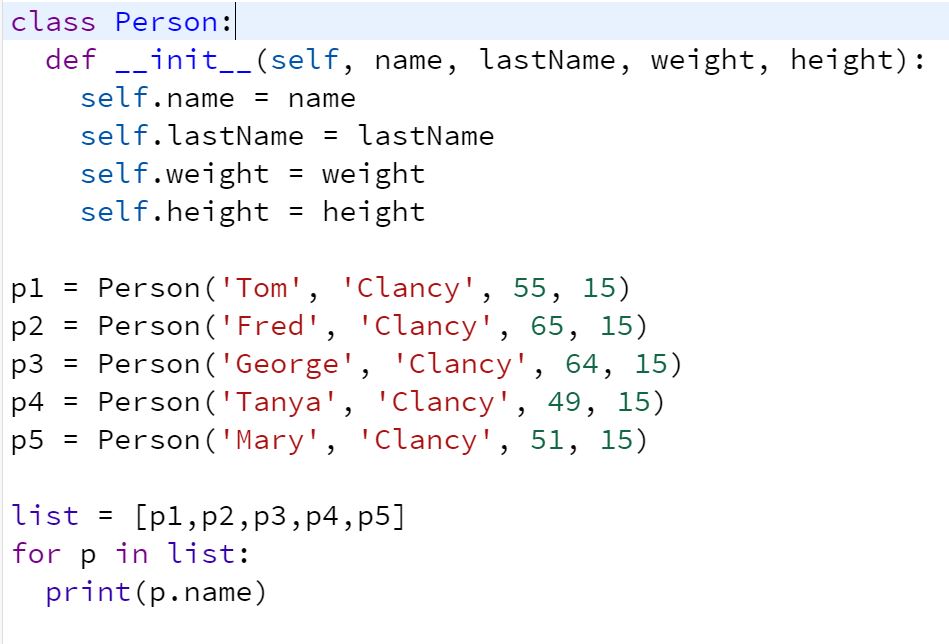 class Person:
  def __init__(self, name, lastName, weight, height):
    self.name = name
    self.lastName = lastName
    self.weight = weight
    self.height = height

p1 = Person('Tom', 'Clancy', 55, 15)
p2 = Person('Fred', 'Clancy', 65, 15)
p3 = Person('George', 'Clancy', 64, 15)
p4 = Person('Tanya', 'Clancy', 49, 15)
p5 = Person('Mary', 'Clancy', 51, 15)

list = [p1,p2,p3,p4,p5]
for p in list:
  print(p.name)